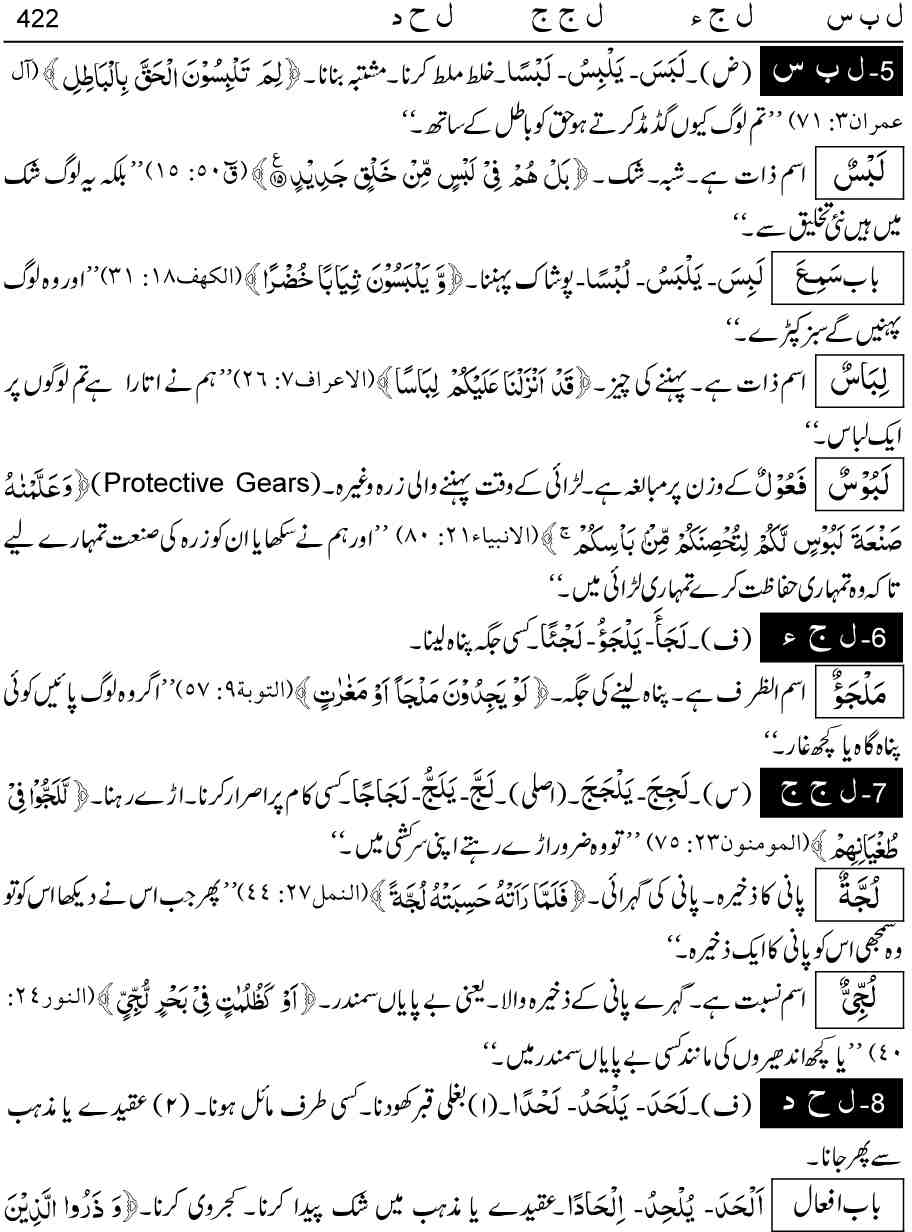 ل ب س	ل ج ء	ل ج ج	ل ح د	422
5-ل ب س (ض)۔ لَبَسَ- يَلْبِسُ- لَبْسًا۔ خلط ملط کرنا۔ مشتبہ بنانا۔ ﴿لِمَ تَلْبِسُوْنَ الْحَقَّ بِالْبَاطِلِ﴾ (آل
عمران۳: ۷۱) ’’تم لوگ کیوں گڈ مڈ کرتے ہو حق کو باطل کے ساتھ۔‘‘
لَبْسٌ اسم ذات ہے۔ شبہ۔ شک۔ ﴿بَلْ هُمْ فِىْ لَبْسٍ مِّنْ خَلْقٍ جَدِيْدٍ ؏۱۵﴾ (قٓ۵۰: ۱۵) ’’بلکہ یہ لوگ شک
میں ہیں نئی تخلیق سے۔‘‘
باب سَمِعَ لَبِسَ- يَلْبَسُ- لُبْسًا- پوشاک پہننا۔ ﴿وَّ يَلْبَسُوْنَ ثِيَابًا خُضْرًا﴾ (الکهف۱۸: ۳۱) ’’اور وہ لوگ
پہنیں گے سبز کپڑے۔‘‘
لِبَاسٌ اسم ذات ہے۔ پہننے کی چیز۔ ﴿قَدْ اَنْزَلْنَا عَلَيْكُمْ لِبَاسًا﴾ (الاعراف۷: ۲۶) ’’ہم نے اتارا ہے تم لوگوں پر
ایک لباس۔‘‘
لَبُوْسٌ فَعُوْلٌ کے وزن پر مبالغہ ہے۔ لڑائی کے وقت پہننے والی زرہ وغیرہ۔ (Protective Gears) ﴿وَعَلَّمْنٰهُ
صَنْعَةَ لَبُوْسٍ لَّكُمْ لِتُحْصِنَكُمْ مِّنْۢ بَاْسِكُمْ ۚ﴾ (الانبیاء۲۱: ۸۰) ’’اور ہم نے سکھایا ان کو زرہ کی صنعت تمہارے لیے
تا کہ وہ تمہاری حفاظت کرے تمہاری لڑائی میں۔‘‘
6-ل ج ء (ف)۔ لَجَأَ- يَلْجَؤُ- لَجْئًا۔ کسی جگہ پناہ لینا۔
مَلْجَؤٌ اسم الظرف ہے۔ پناہ لینے کی جگہ۔ ﴿لَوْ يَجِدُوْنَ مَلْجَاً اَوْ مَغٰرٰتٍ﴾ (التوبة۹: ۵۷) ’’اگر وہ لوگ پائیں کوئی
پناہ گاہ یا کچھ غار۔‘‘
7-ل ج ج (س)۔ لَجِجَ- يَلْجَجُ۔ (اصلی)۔ لَجَّ- يَلَجُّ- لَجَاجًا۔ کسی کام پر اصرار کرنا۔ اڑے رہنا۔ ﴿لَّلَجُّوْا فِىْ
طُغْيَانِهِمْ﴾ (المومنون۲۳: ۷۵) ’’تو وہ ضرور اڑے رہتے اپنی سرکشی میں۔‘‘
لُجَّةٌ پانی کا ذخیرہ۔ پانی کی گہرائی۔ ﴿فَلَمَّا رَاَتْهُ حَسِبَتْهُ لُجَّةً﴾ (النمل۲۷: ۴۴) ’’پھر جب اس نے دیکھا اس کو تو
وہ سمجھی اس کو پانی کا ایک ذخیرہ۔‘‘
لُجِّىٌّ اسم نسبت ہے۔ گہرے پانی کے ذخیرہ والا۔ یعنی بے پایاں سمندر۔ ﴿اَوْ كَظُلُمٰتٍ فِىْ بَحْرٍ لُّجِّىٍّ﴾ (النور۲۴:
۴۰) ’’یا کچھ اندھیروں کی مانند کسی بے پایاں سمندر میں۔‘‘
8-ل ح د (ف)۔ لَحَدَ- يَلْحَدُ- لَحْدًا۔ (۱) بغلی قبر کھودنا۔ کسی طرف مائل ہونا۔ (۲) عقیدے یا مذہب
سے پھر جانا۔
باب افعال اَلْحَدَ- يُلْحِدُ- اِلْحَادًا۔ عقیدے یا مذہب میں شک پیدا کرنا۔ کجروی کرنا۔ ﴿وَ ذَرُوا الَّذِيْنَ